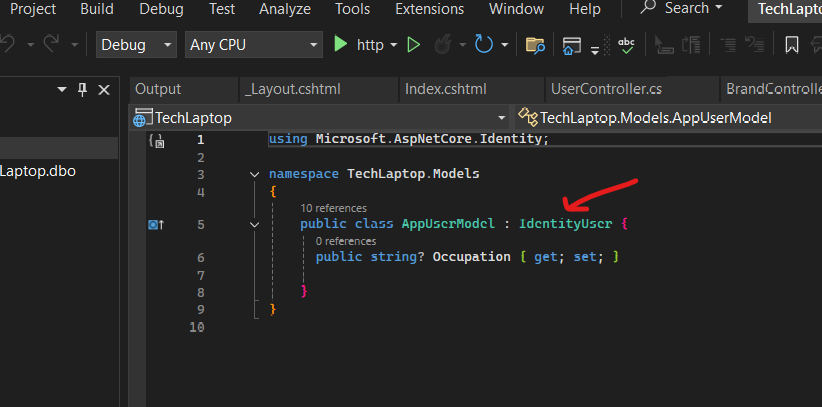 Project Build Debug Test Analyze Tools Extensions Window Help Search TechLapto
Debug Any CPU http
Output _Layout.cshtml Index.cshtml UserController.cs BrandControlle
TechLaptop TechLaptop.Models.AppUserModel
Laptop.dbo
1 using Microsoft.AspNetCore.Identity;
2
3 namespace TechLaptop.Models
4 {
10 references
5 public class AppUserModel : IdentityUser {
0 references
6 public string? Occupation { get; set; }
7
8 }
9 }
10